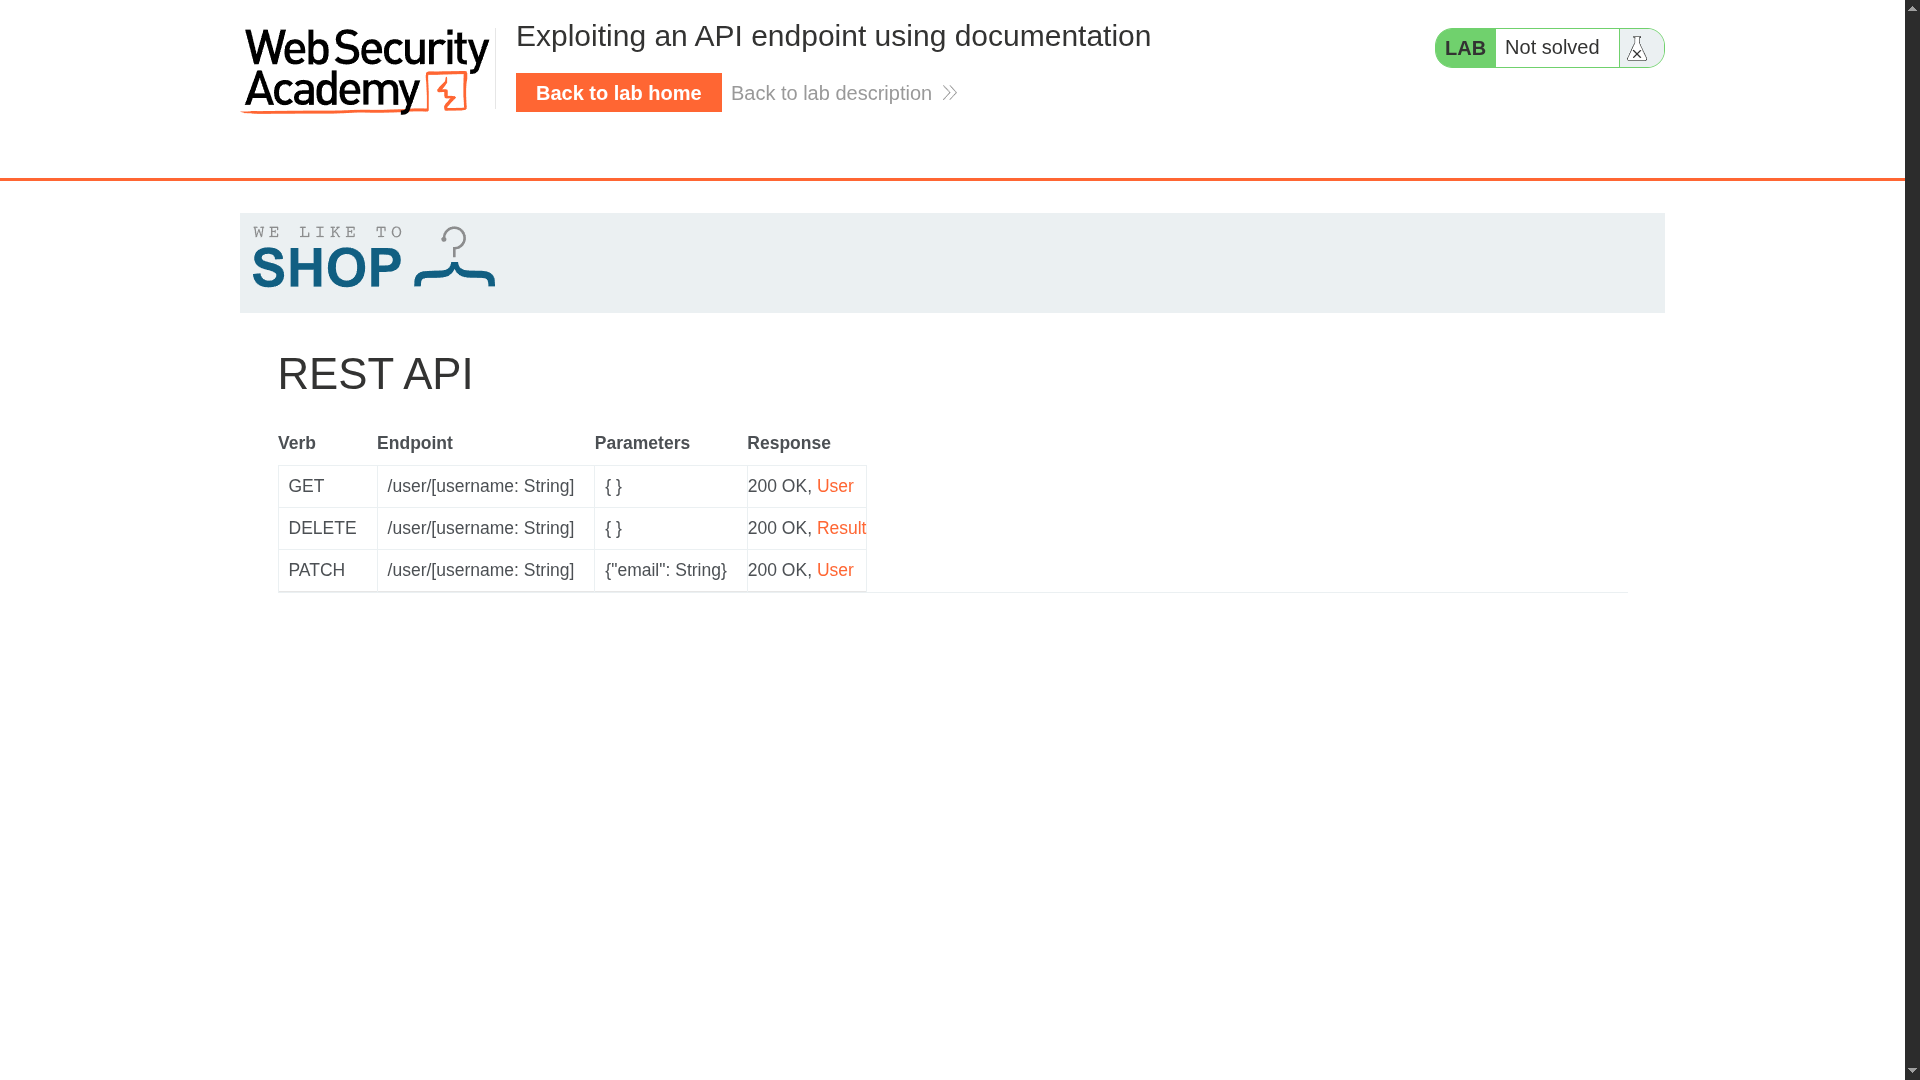 Web Security
Academy
Exploiting an API endpoint using documentation
Back to lab home
Back to lab description
LAB
Not solved
WE LIKE TO
SHOP
REST API
Verb Endpoint Parameters Response
GET /user/[username: String] { } 200 OK, User
DELETE /user/[username: String] { } 200 OK, Result
PATCH /user/[username: String] {"email": String} 200 OK, User